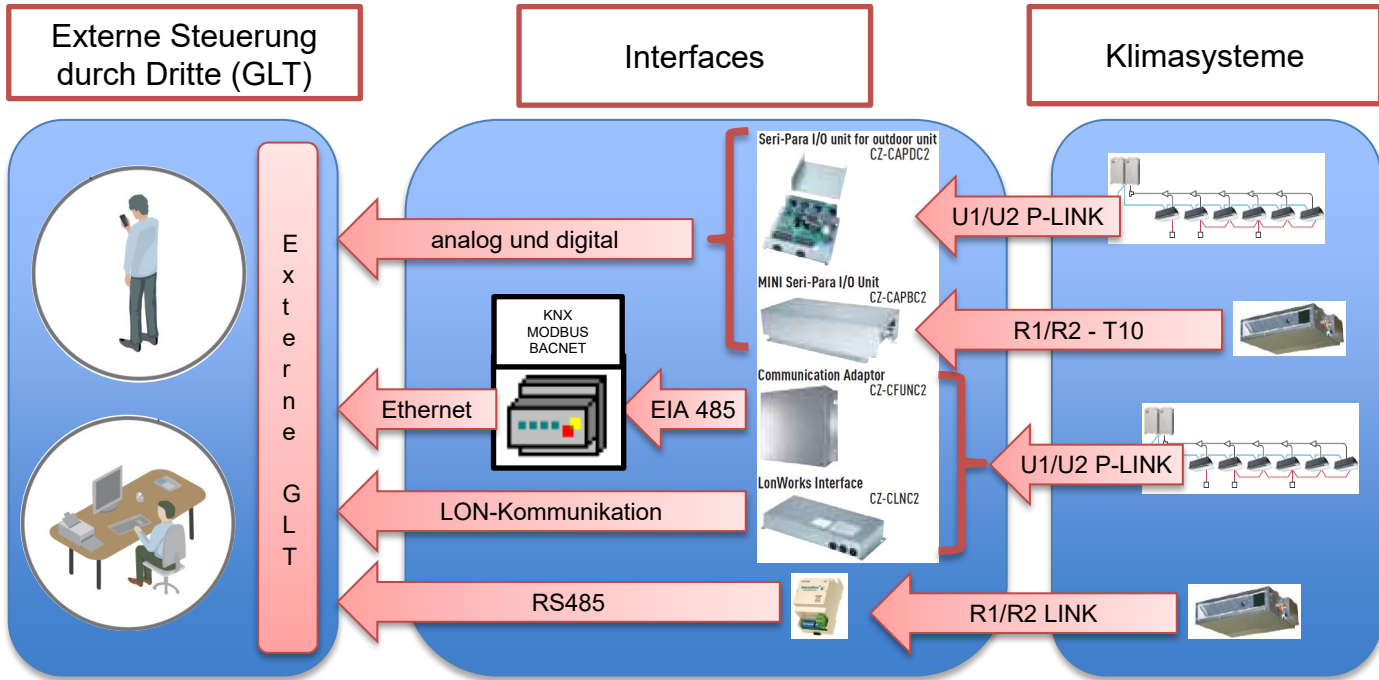 Externe Steuerung
durch Dritte (GLT)
Interfaces
Klimasysteme
Externe GLT
analog und digital
Ethernet
LON-Kommunikation
RS485
KNX
MODBUS
BACNET
EIA 485
Seri-Para I/O unit for outdoor unit
CZ-CAPDC2
MINI Seri-Para I/O Unit
CZ-CAPBC2
Communication Adaptor
CZ-CFUNC2
LonWorks Interface
CZ-CLNC2
U1/U2 P-LINK
R1/R2 - T10
U1/U2 P-LINK
R1/R2 LINK